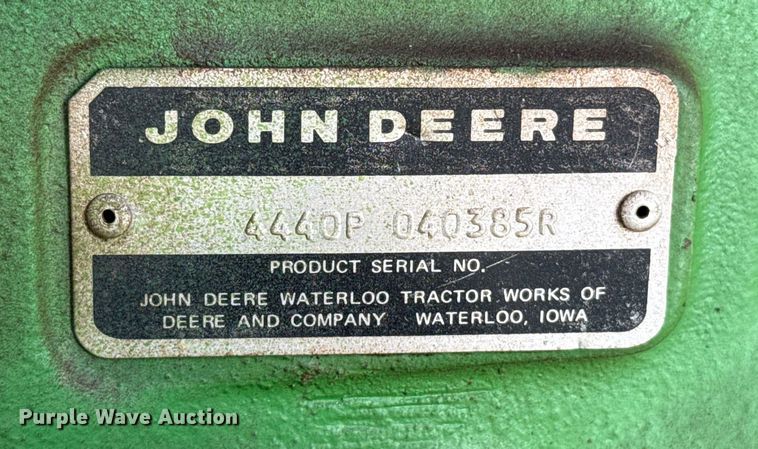 JOHN DEERE
4440P 040385R
PRODUCT SERIAL NO.
JOHN DEERE WATERLOO TRACTOR WORKS OF
DEERE AND COMPANY WATERLOO, IOWA
Purple Wave Auction